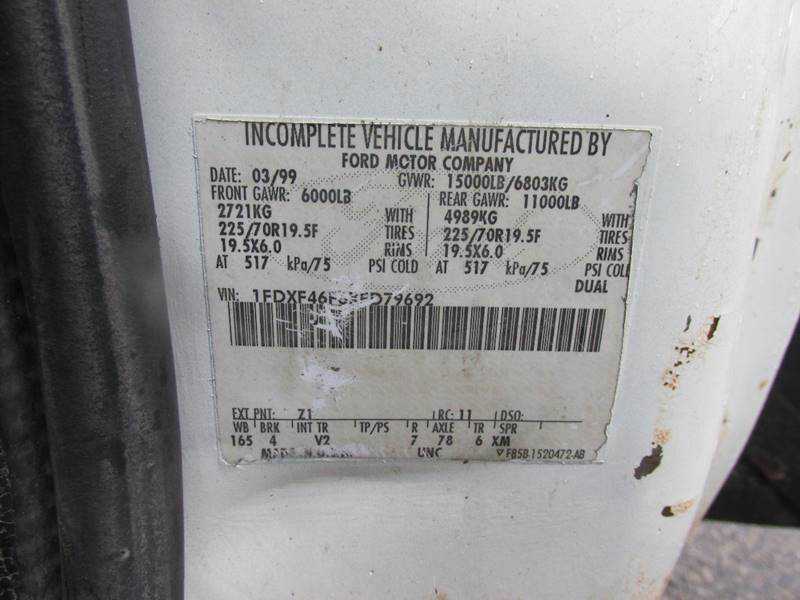 INCOMPLETE VEHICLE MANUFACTURED BY
FORD MOTOR COMPANY
DATE: 03/99 GVWR: 15000LB/6803KG
FRONT GAWR: 6000LB REAR GAWR: 11000LB
2721KG WITH 4989KG WITH
225/70R19.5F TIRES 225/70R19.5F TIRES
19.5X6.0 RIMS 19.5X6.0 RIMS
AT 517 kPa/75 PSI COLD AT 517 kPa/75 PSI COLD
DUAL
VIN:
EXT PNT: Z1 RC: 11 DSO:
WB BRK INT TR TP/PS R AXLE TR SPR
165 4 V2 7 78 6 XM
UNC ▽ F85B-1520472-AB